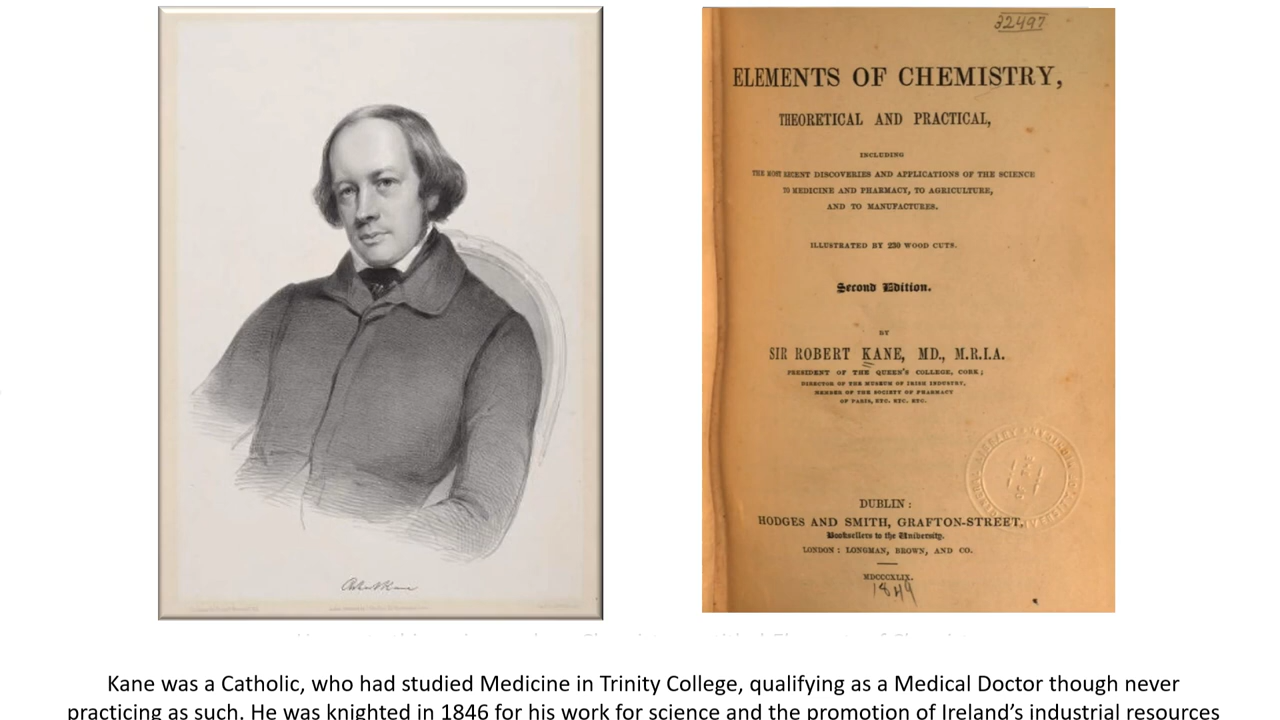 32497
ELEMENTS OF CHEMISTRY,
THEORETICAL AND PRACTICAL,
INCLUDING
THE MOST RECENT DISCOVERIES AND APPLICATIONS OF THE SCIENCE
TO MEDICINE AND PHARMACY, TO AGRICULTURE,
AND TO MANUFACTURES.
ILLUSTRATED BY 230 WOOD CUTS.
Second Edition.
BY
SIR ROBERT KANE, MD., M.R.I.A.
PRESIDENT OF THE QUEEN'S COLLEGE, CORK;
DIRECTOR OF THE MUSEUM OF IRISH INDUSTRY,
MEMBER OF THE SOCIETY OF PHARMACY
OF PARIS, ETC. ETC. ETC.
DUBLIN:
HODGES AND SMITH, GRAFTON-STREET,
Booksellers to the University.
LONDON: LONGMAN, BROWN, AND CO.
MDCCCXLIX.
1849
Robert Kane
Kane was a Catholic, who had studied Medicine in Trinity College, qualifying as a Medical Doctor though never
practicing as such. He was knighted in 1846 for his work for science and the promotion of Ireland's industrial resources